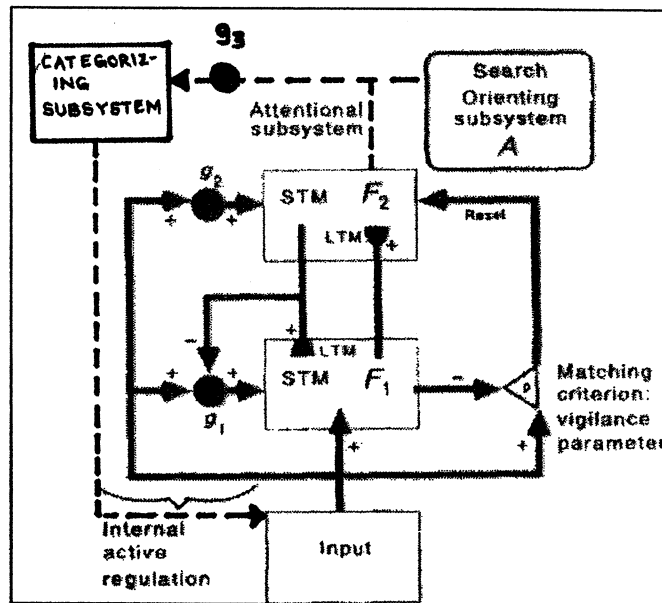 g3
CATEGORIZ-
ING
SUBSYSTEM
Attentional
subsystem
Search
Orienting
subsystem
A
g2
+
+
STM F2
LTM
+
Reset
−
+
+
+
g1
LTM
STM F1
−
ρ
+
+
Matching
criterion:
vigilance
parameter
Internal
active
regulation
Input